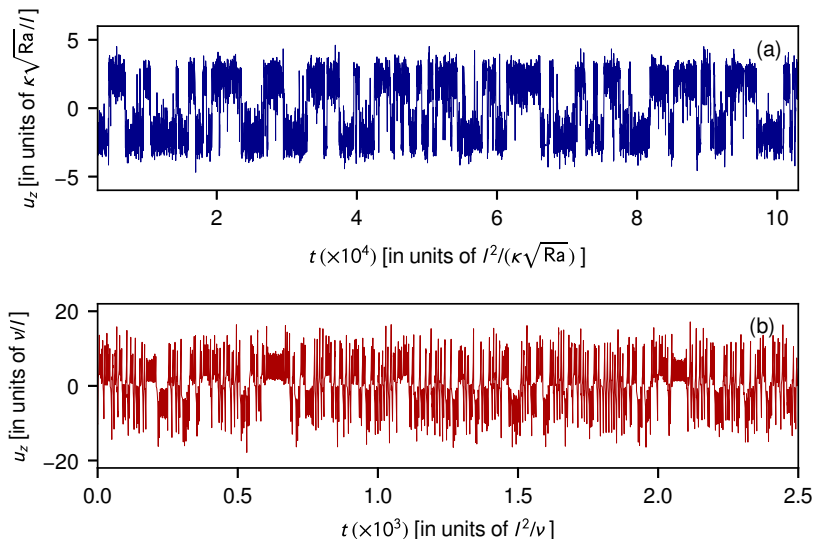 5
0
−5
u_z [in units of κ√Ra/l]
(a)
2 4 6 8 10
t (×10⁴) [in units of l²/(κ√Ra) ]
20
0
−20
u_z [in units of ν/l]
(b)
0.0 0.5 1.0 1.5 2.0 2.5
t (×10³) [in units of l²/ν]